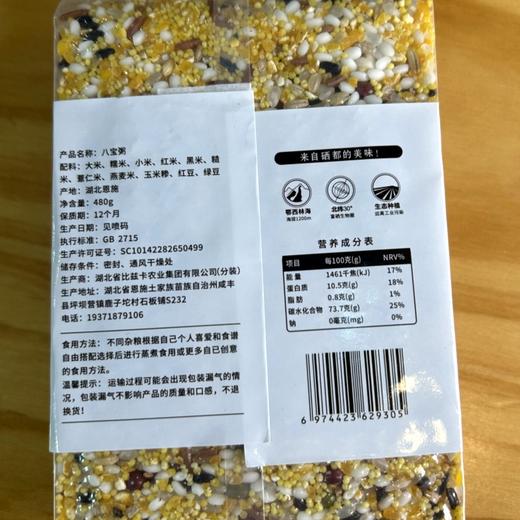 产品名称：八宝粥
配料：大米、糯米、小米、红米、黑米、糙
米、薏仁米、燕麦米、玉米糁、红豆、绿豆
产地：湖北恩施
净含量：480g
保质期：12个月
生产日期：见喷码
执行标准：GB 2715
生产许可证号：SC10142282650499
储存条件：密封、通风干燥处
生产商：湖北省比兹卡农业集团有限公司(分装)
生产地址：湖北省恩施土家族苗族自治州咸丰
县坪坝营镇鹿子坨村石板铺S232
电话：19371879106
食用方法： 不同杂粮根据自己个人喜爱和食谱
自由搭配选择后进行蒸煮食用或更多自已创意
的食用方法。
温馨提示： 运输过程可能会出现包装漏气的情
况，包装漏气不影响产品的质量和口感，不退
换货！
来自硒都的美味！
鄂西林海
海拔1200m
北纬30°
富硒生物圈
生态种植
远离工业污染
营养成分表
项目 每100克(g) NRV%
能量 1461千焦(kJ) 17%
蛋白质 10.5克(g) 18%
脂肪 0.8克(g) 1%
碳水化合物 73.7克(g) 25%
钠 0毫克(mg) 0%
6 974423 629305